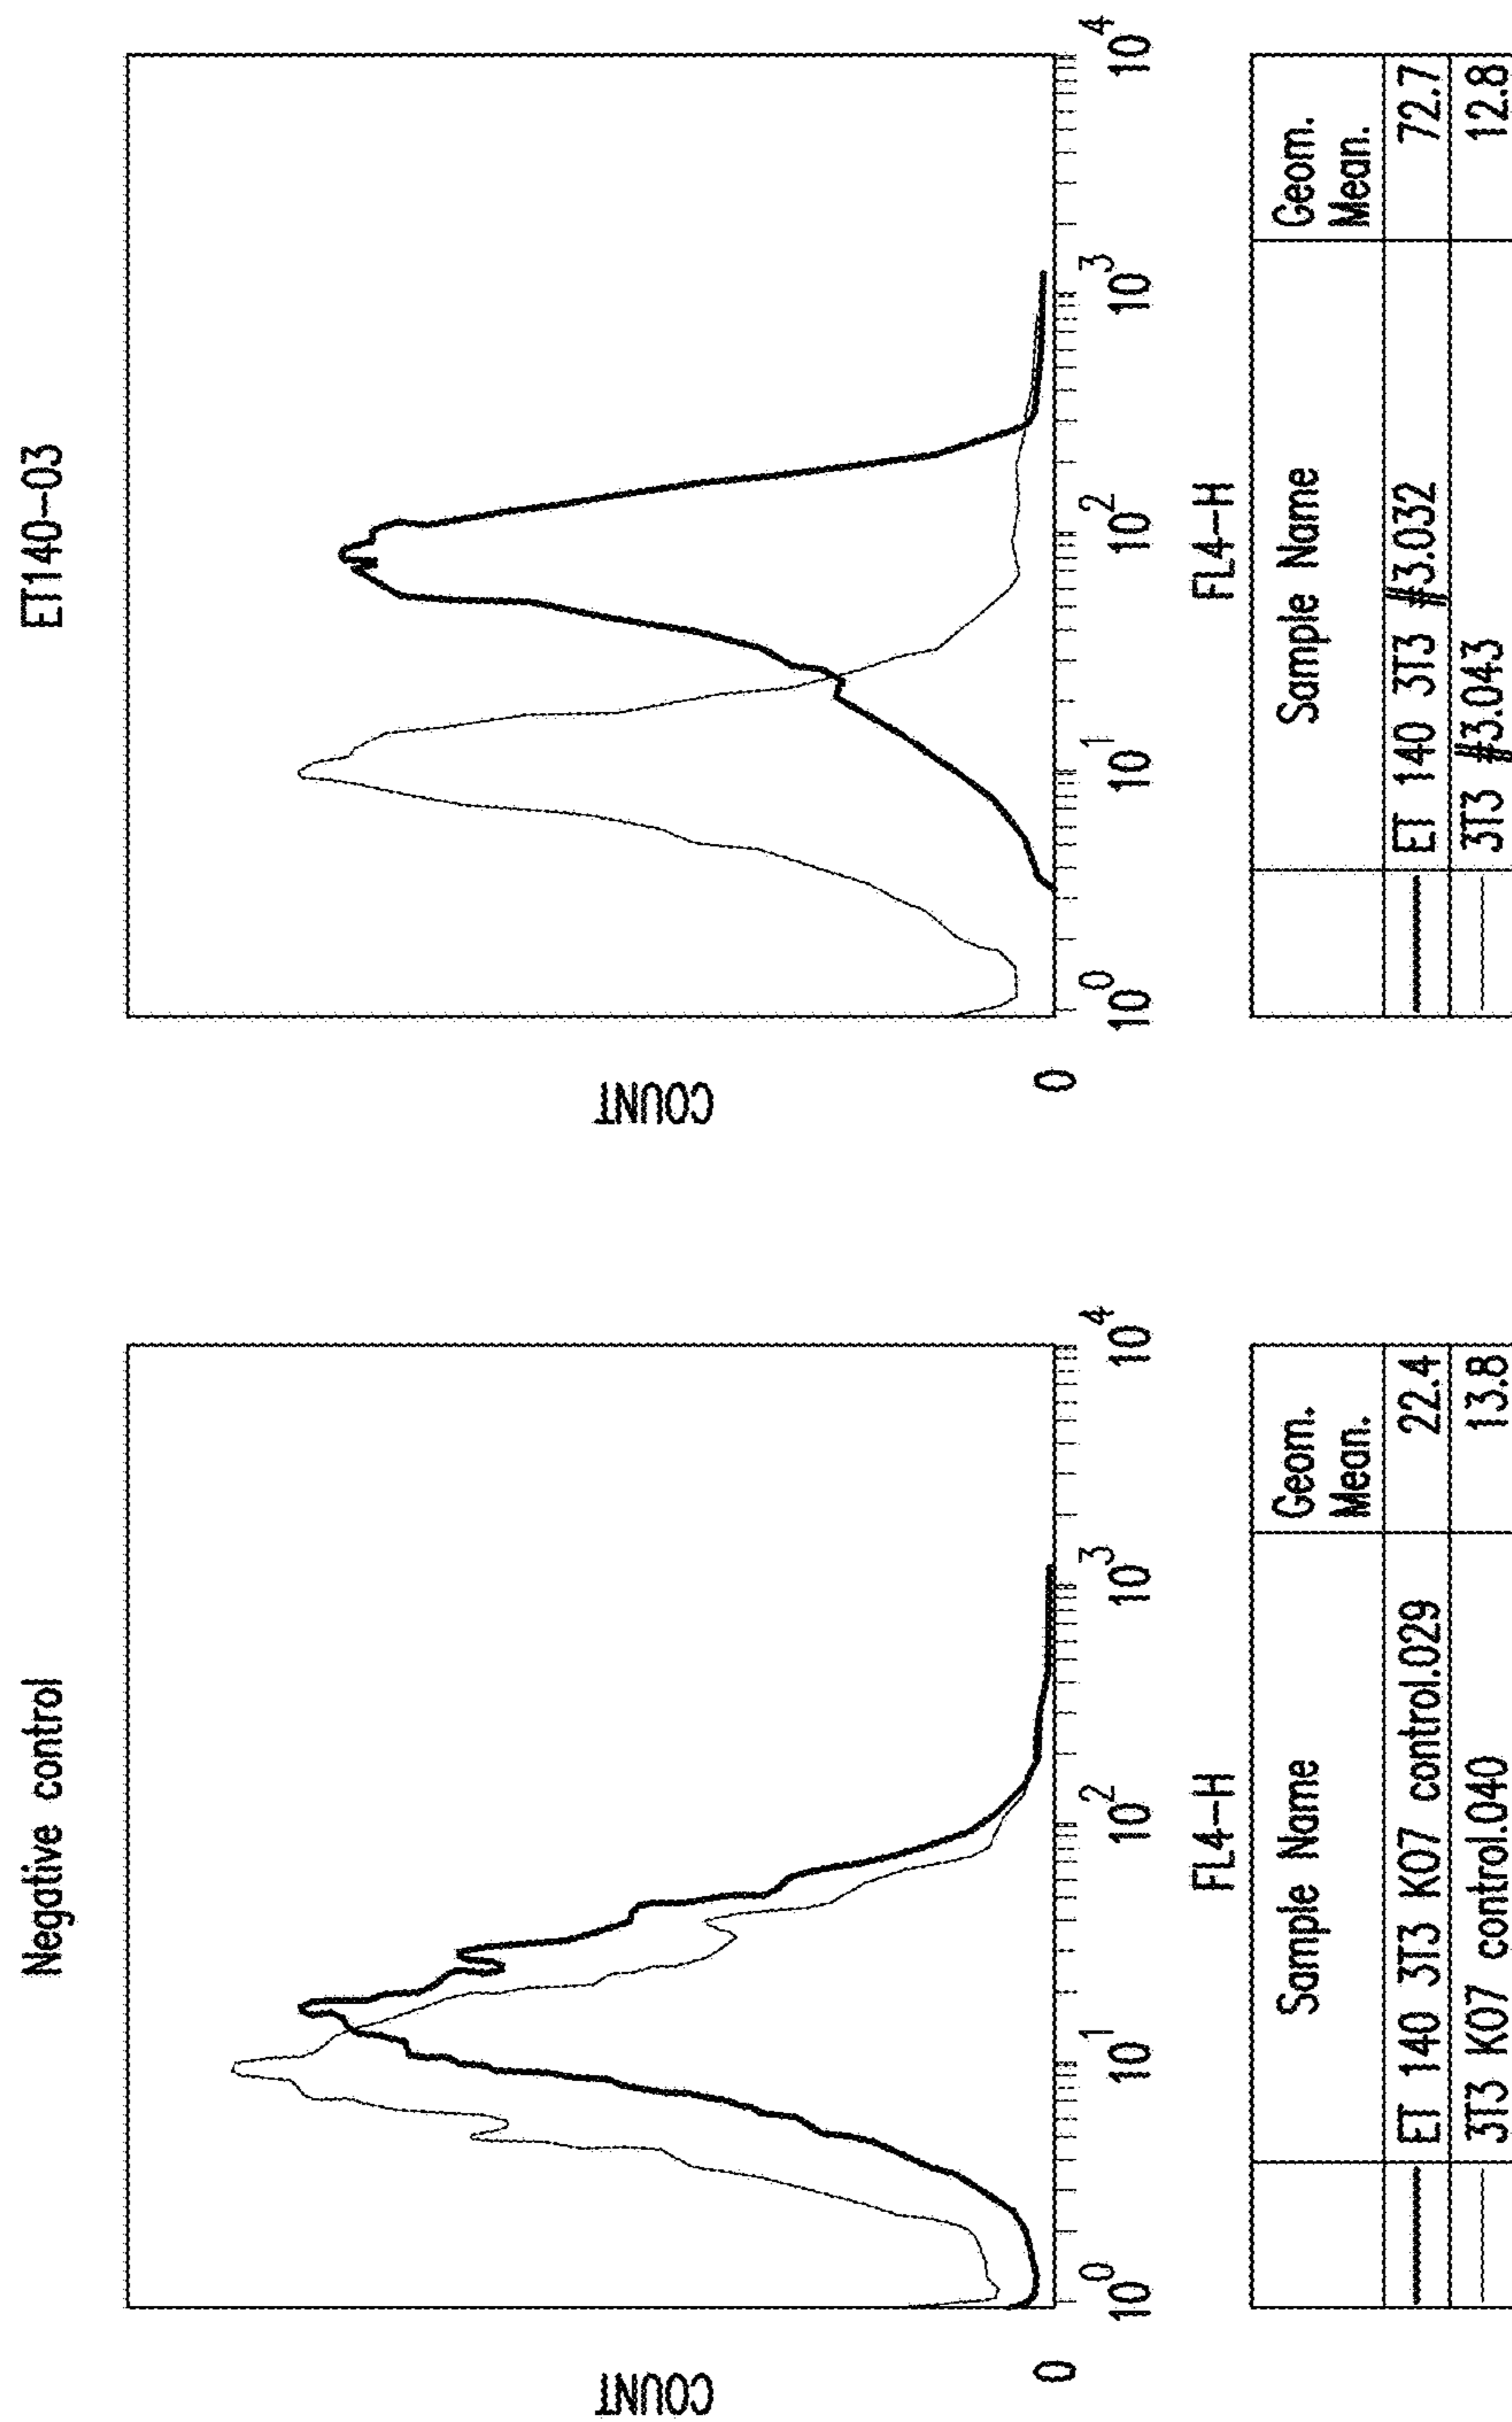 Negative control
COUNT
0
10^0 10^1 10^2 10^3 10^4
FL4-H
Sample Name Geom. Mean.
ET 140 3T3 K07 control.029 22.4
3T3 K07 control.040 13.8
ET140-03
COUNT
0
10^0 10^1 10^2 10^3 10^4
FL4-H
Sample Name Geom. Mean.
ET 140 3T3 #3.032 72.7
3T3 #3.043 12.8